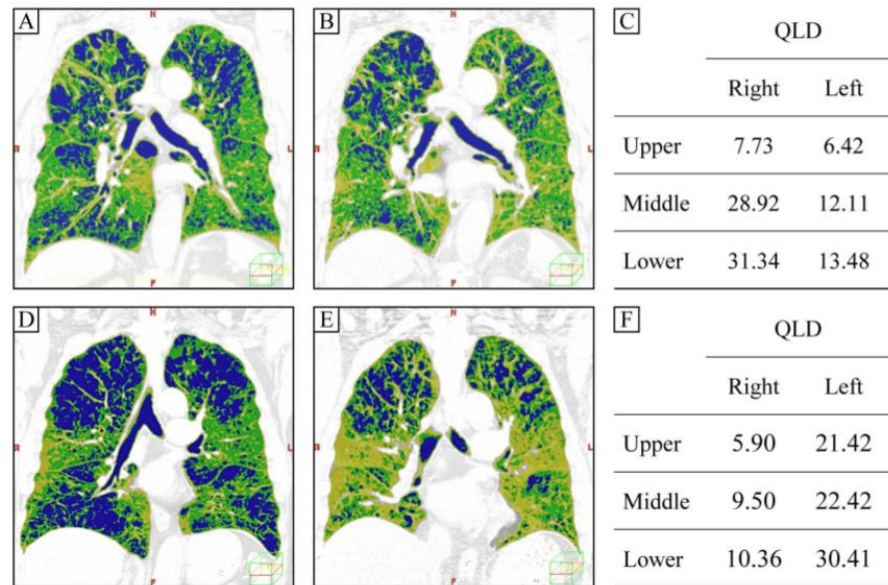 A
B
C
QLD
Right Left
Upper 7.73 6.42
Middle 28.92 12.11
Lower 31.34 13.48
D
E
F
QLD
Right Left
Upper 5.90 21.42
Middle 9.50 22.42
Lower 10.36 30.41